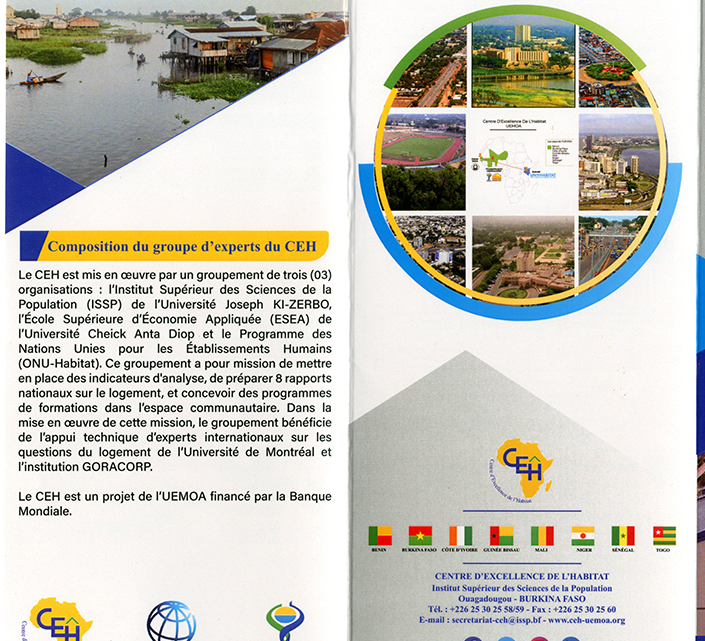 Composition du groupe d'experts du CEH
Le CEH est mis en œuvre par un groupement de trois (03)
organisations : l'Institut Supérieur des Sciences de la
Population (ISSP) de l'Université Joseph KI-ZERBO,
l'École Supérieure d'Économie Appliquée (ESEA) de
l'Université Cheick Anta Diop et le Programme des
Nations Unies pour les Établissements Humains
(ONU-Habitat). Ce groupement a pour mission de mettre
en place des indicateurs d'analyse, de préparer 8 rapports
nationaux sur le logement, et concevoir des programmes
de formations dans l'espace communautaire. Dans la
mise en œuvre de cette mission, le groupement bénéficie
de l'appui technique d'experts internationaux sur les
questions du logement de l'Université de Montréal et
l'institution GORACORP.
Le CEH est un projet de l'UEMOA financé par la Banque
Mondiale.
CEH
Centre d'Excellence De L'Habitat
UEMOA
UN HABITAT
CEĤ
Centre d'Excellence de l'Habitat
BENIN
BURKINA FASO
CÔTE D'IVOIRE
GUINÉE BISSAU
MALI
NIGER
SÉNÉGAL
TOGO
CENTRE D'EXCELLENCE DE L'HABITAT
Institut Supérieur des Sciences de la Population
Ouagadougou - BURKINA FASO
Tél. : +226 25 30 25 58/59 - Fax : +226 25 30 25 60
E-mail : secretariat-ceh@issp.bf - www.ceh-uemoa.org